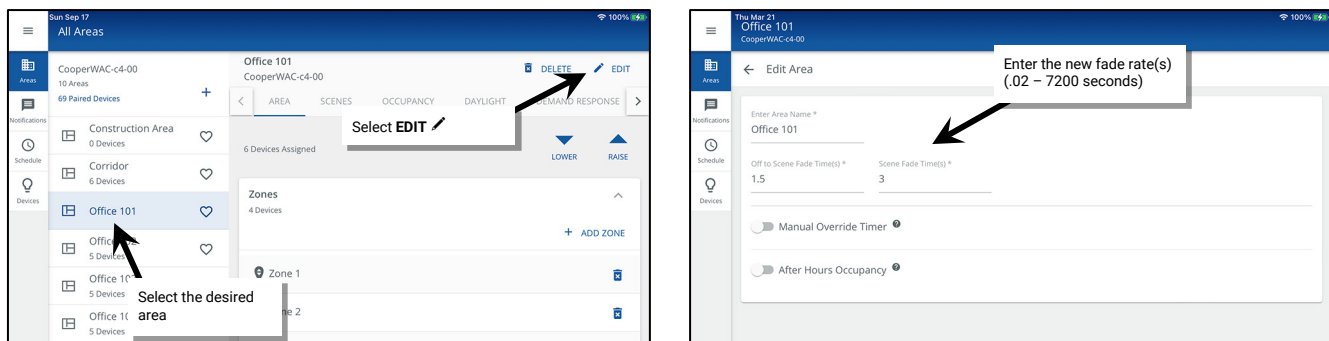 Sun Sep 17
100%
All Areas
Areas
Notifications
Schedule
Devices
CooperWAC-c4-00
10 Areas
69 Paired Devices
+
Construction Area
0 Devices
Corridor
6 Devices
Office 101
5 Devices
Office
5 Devices
Office 10
5 Devices
Select the desired
area
Office 101
CooperWAC-c4-00
DELETE
EDIT
AREA
SCENES
OCCUPANCY
DAYLIGHT
DEMAND RESPONSE
Select EDIT
6 Devices Assigned
LOWER
RAISE
Zones
4 Devices
+ ADD ZONE
Zone 1
ne 2
Thu Mar 21
100%
Office 101
CooperWAC-c4-00
Areas
Notifications
Schedule
Devices
Edit Area
Enter the new fade rate(s)
(.02 – 7200 seconds)
Enter Area Name *
Office 101
Off to Scene Fade Time(s) *
Scene Fade Time(s) *
1.5
3
Manual Override Timer
After Hours Occupancy